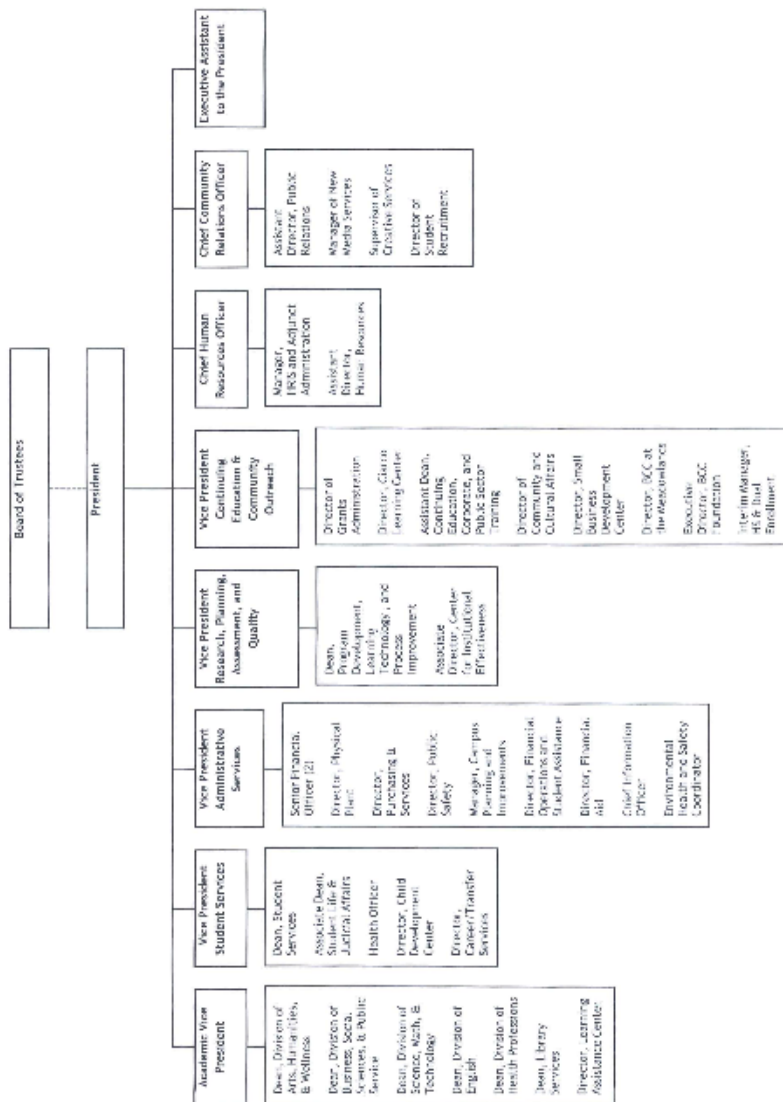 Board of Trustees
President
Academic Vice
President
Dean, Division of
Arts, Humanities,
& Wellness
Dean, Division of
Business, Social
Sciences, & Public
Service
Dean, Division of
Science, Math, &
Technology
Dean, Division of
English
Dean, Division of
Health Professions
Dean, Library
Services
Director, Learning
Assistance Center
Vice President
Student Services
Dean, Student
Services
Associate Dean,
Student Life &
Judicial Affairs
Health Officer
Director, Child
Development
Center
Director,
Career/Transfer
Services
Vice President
Administrative
Services
Senior Financial
Officer (2)
Director, Physical
Plant
Director,
Purchasing &
Services
Director, Public
Safety
Manager, Campus
Planning and
Improvements
Director, Financial
Operations and
Student Assistance
Director, Financial
Aid
Chief Information
Officer
Environmental
Health and Safety
Coordinator
Vice President
Research, Planning,
Assessment, and
Quality
Dean,
Program
Development,
Learning
Technology, and
Process
Improvement
Associate
Director, Center
for Institutional
Effectiveness
Vice President
Continuing
Education &
Community
Outreach
Director of
Grants
Administration
Director, Ciarco
Learning Center
Assistant Dean,
Continuing
Education,
Corporate, and
Public Sector
Training
Director of
Community and
Cultural Affairs
Director, Small
Business
Development
Center
Director, BCC at
the Meadowlands
Executive
Director, BCC
Foundation
Interim Manager,
HS & Dual
Enrollment
Chief Human
Resources Officer
Manager,
HRIS and Adjunct
Administration
Assistant
Director,
Human Resources
Chief Community
Relations Officer
Assistant
Director, Public
Relations
Manager of New
Media Services
Supervisor of
Creative Services
Director of
Student
Recruitment
Executive Assistant
to the President